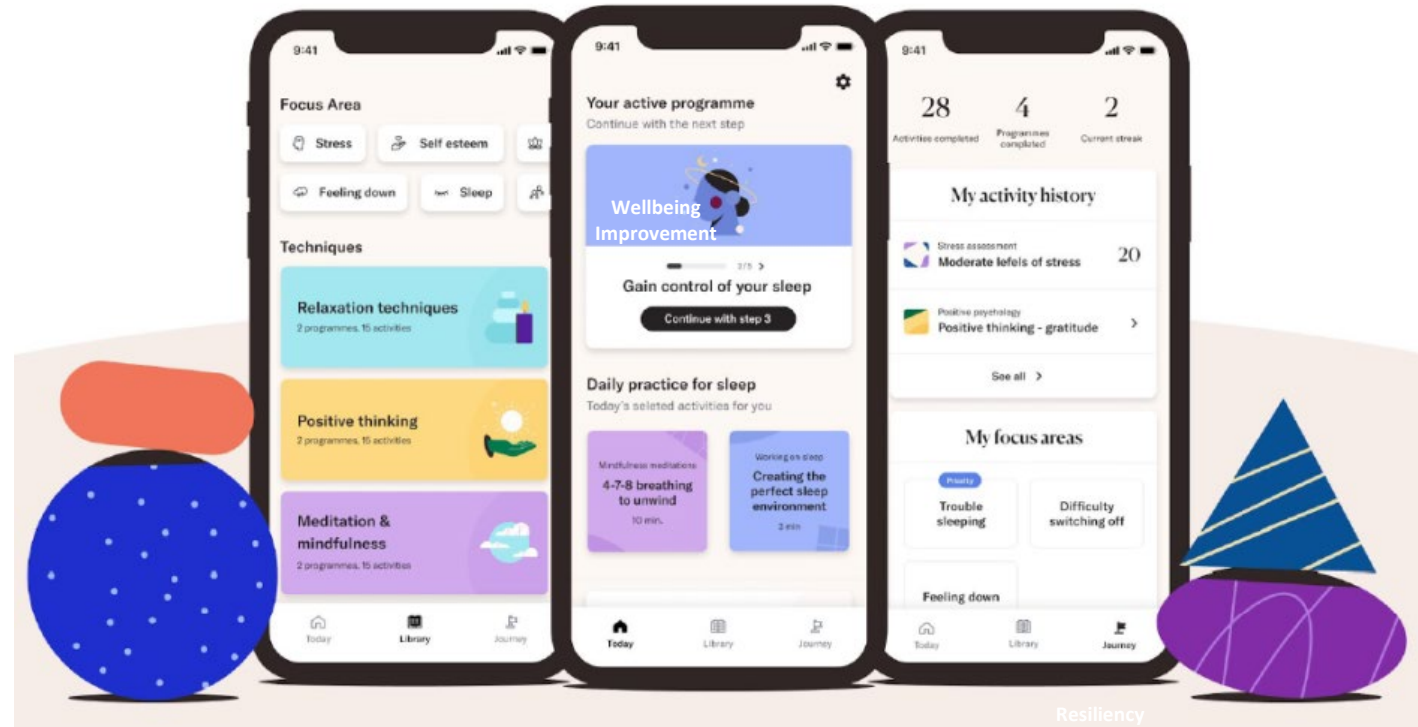 9:41
Focus Area
Stress
Self esteem
Feeling down
Sleep
Techniques
Relaxation techniques
2 programmes, 15 activities
Positive thinking
2 programmes, 15 activities
Meditation &
mindfulness
2 programmes, 15 activities
Today
Library
Journey
9:41
Your active programme
Continue with the next step
Wellbeing
Improvement
2/5
Gain control of your sleep
Continue with step 3
Daily practice for sleep
Today's seleted activities for you
Mindfulness meditations
4-7-8 breathing
to unwind
10 min.
Working on sleep
Creating the
perfect sleep
environment
3 min
Today
Library
Journey
9:41
28
4
2
Activities completed
Programmes
completed
Current streak
My activity history
Stress assessment
Moderate lefels of stress
20
Positive psychology
Positive thinking - gratitude
See all
My focus areas
Priority
Trouble
sleeping
Difficulty
switching off
Feeling down
Today
Library
Journey
Resiliency